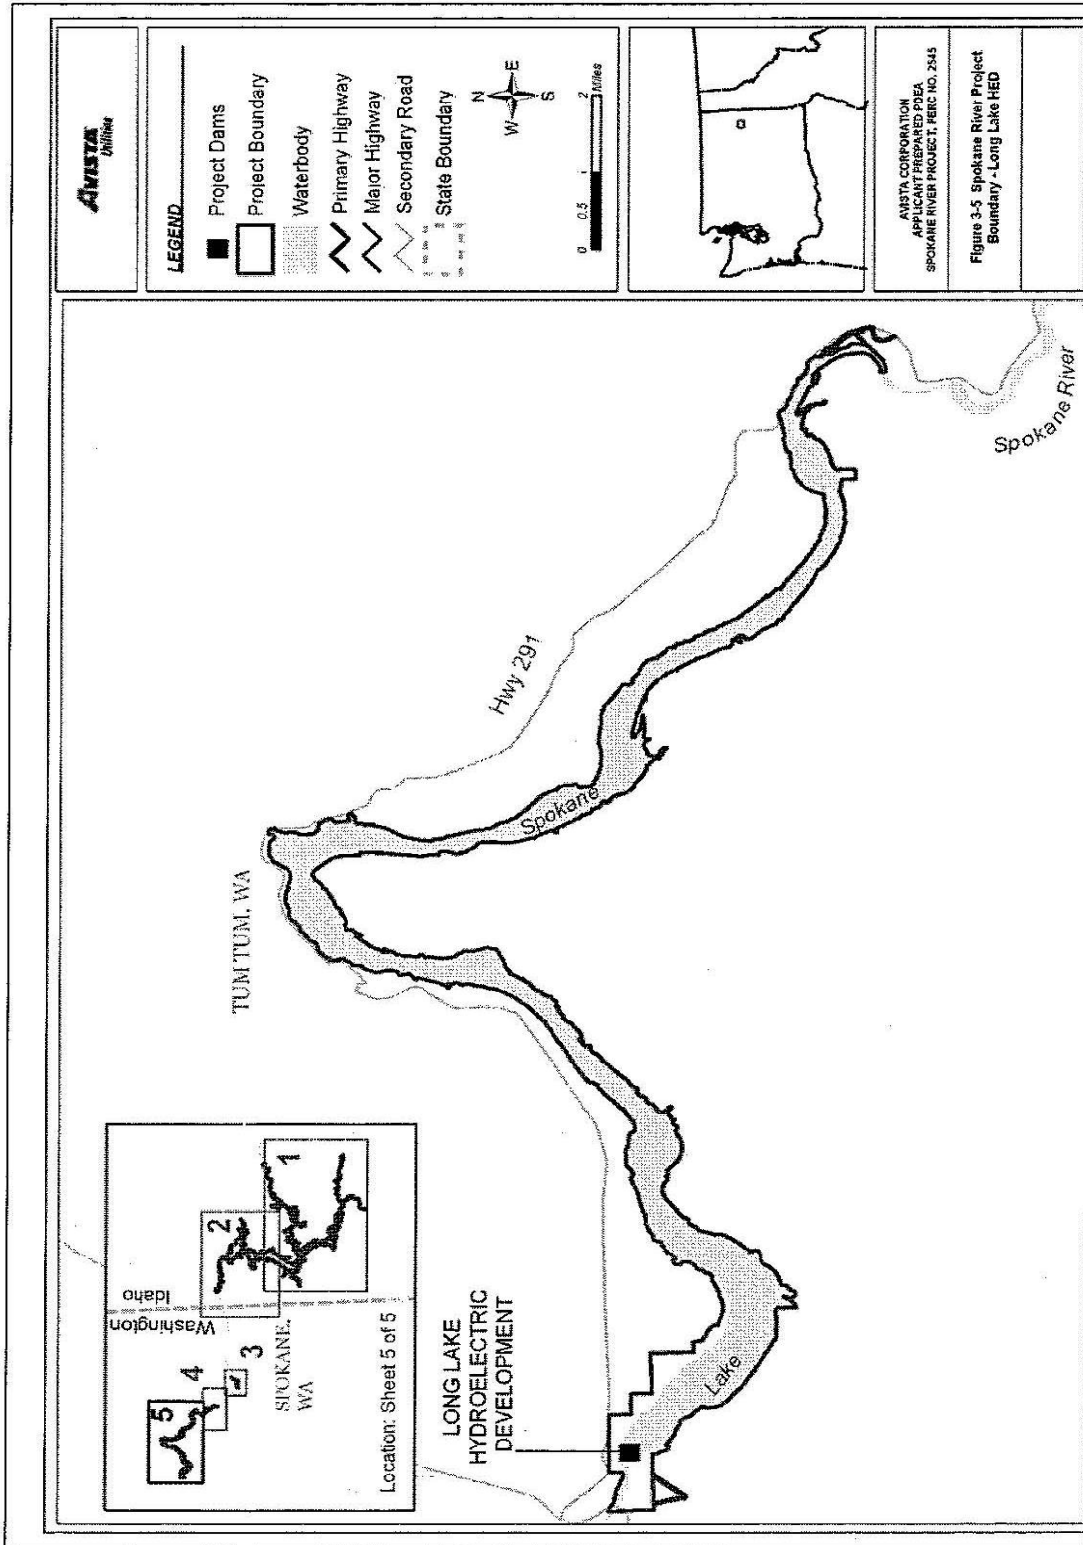 AVISTA
Utilities
LEGEND
Project Dams
Project Boundary
Waterbody
Primary Highway
Major Highway
Secondary Road
State Boundary
N
W E
S
0 0.5 1 2 Miles
AVISTA CORPORATION
APPLICANT PREPARED PDEA
SPOKANE RIVER PROJECT, FERC NO. 2545
Figure 3-5 Spokane River Project
Boundary - Long Lake HED
Washington
Idaho
5
4
3
2
1
SPOKANE,
WA
Location: Sheet 5 of 5
TUM TUM, WA
Hwy 291
LONG LAKE
HYDROELECTRIC
DEVELOPMENT
Lake
Spokane
Spokane River